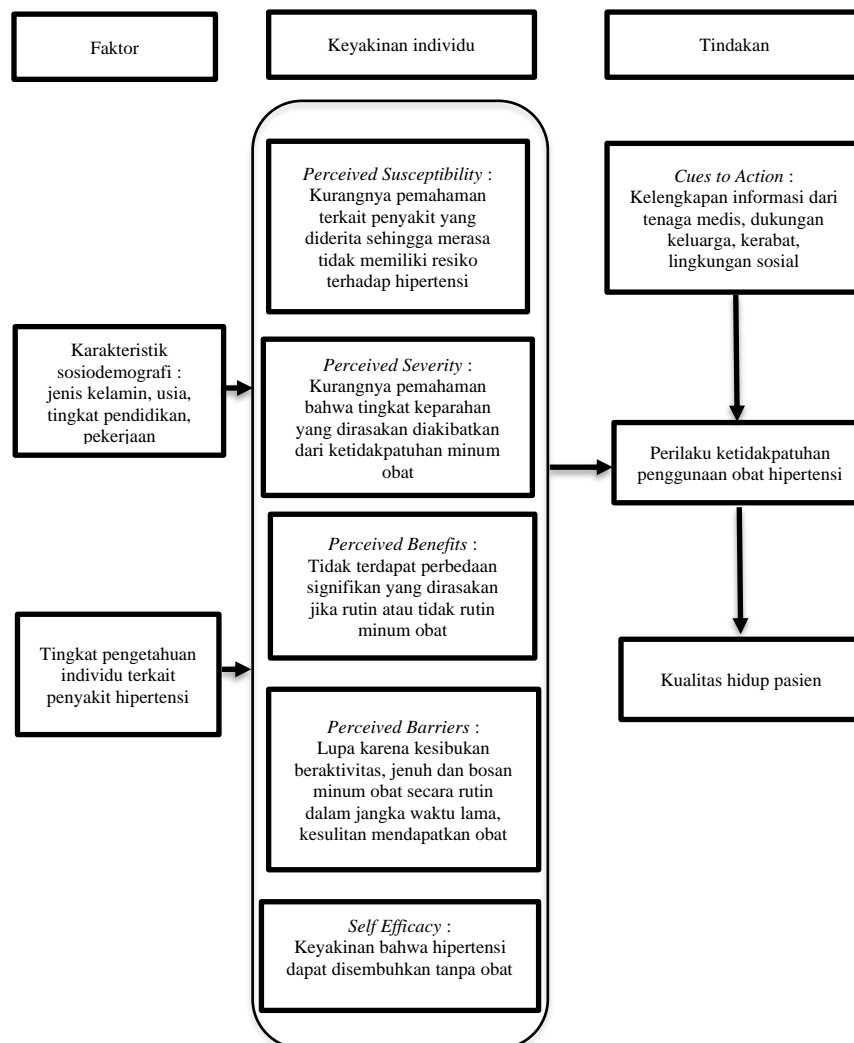 Faktor
Keyakinan individu
Tindakan
Perceived Susceptibility :
Kurangnya pemahaman
terkait penyakit yang
diderita sehingga merasa
tidak memiliki resiko
terhadap hipertensi
Cues to Action :
Kelengkapan informasi dari
tenaga medis, dukungan
keluarga, kerabat,
lingkungan sosial
Karakteristik
sosiodemografi :
jenis kelamin, usia,
tingkat pendidikan,
pekerjaan
Perceived Severity :
Kurangnya pemahaman
bahwa tingkat keparahan
yang dirasakan diakibatkan
dari ketidakpatuhan minum
obat
Perilaku ketidakpatuhan
penggunaan obat hipertensi
Perceived Benefits :
Tidak terdapat perbedaan
signifikan yang dirasakan
jika rutin atau tidak rutin
minum obat
Tingkat pengetahuan
individu terkait
penyakit hipertensi
Kualitas hidup pasien
Perceived Barriers :
Lupa karena kesibukan
beraktivitas, jenuh dan bosan
minum obat secara rutin
dalam jangka waktu lama,
kesulitan mendapatkan obat
Self Efficacy :
Keyakinan bahwa hipertensi
dapat disembuhkan tanpa obat